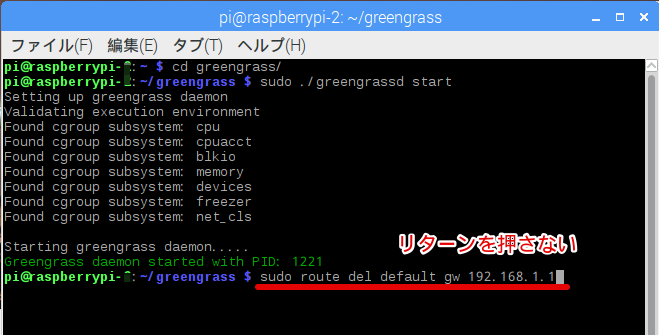 pi@raspberrypi-2: ~/greengrass
ファイル(F) 編集(E) タブ(T) ヘルプ(H)
pi@raspberrypi-2:~ $ cd greengrass/
pi@raspberrypi-2:~/greengrass $ sudo ./greengrassd start
Setting up greengrass daemon
Validating execution environment
Found cgroup subsystem: cpu
Found cgroup subsystem: cpuacct
Found cgroup subsystem: blkio
Found cgroup subsystem: memory
Found cgroup subsystem: devices
Found cgroup subsystem: freezer
Found cgroup subsystem: net_cls
Starting greengrass daemon.....
リターンを押さない
Greengrass daemon started with PID: 1221
pi@raspberrypi-2:~/greengrass $ sudo route del default gw 192.168.1.1